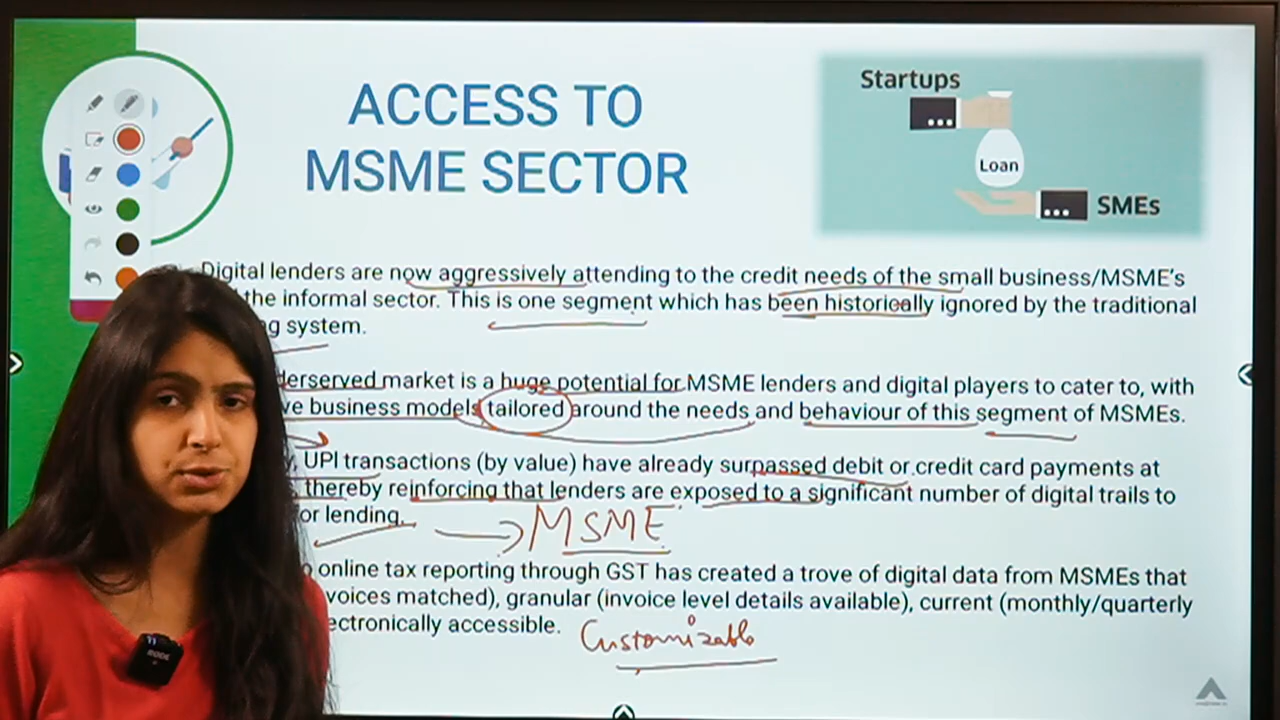 ACCESS TO
MSME SECTOR
Startups
Loan
SMEs
Digital lenders are now aggressively attending to the credit needs of the small business/MSME's
the informal sector. This is one segment which has been historically ignored by the traditional
system.
market is a huge potential for MSME lenders and digital players to cater to, with
business models tailored around the needs and behaviour of this segment of MSMEs.
UPI transactions (by value) have already surpassed debit or credit card payments at
thereby reinforcing that lenders are exposed to a significant number of digital trails to
or lending.
MSME
online tax reporting through GST has created a trove of digital data from MSMEs that
matched), granular (invoice level details available), current (monthly/quarterly
accessible.
Customizable
RODE